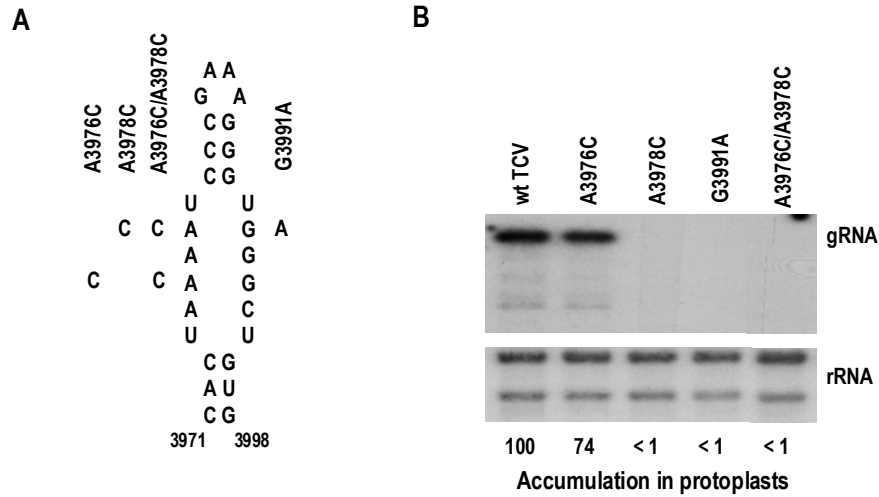 A
A3976C
A3978C
A3976C/A3978C
G3991A
A A
G A
C G
C G
C G
U U
C C A G A
A G
A G
C C A G
A C
U U
C G
A U
C G
3971 3998
B
wt TCV
A3976C
A3978C
G3991A
A3976C/A3978C
gRNA
rRNA
100 74 < 1 < 1 < 1
Accumulation in protoplasts